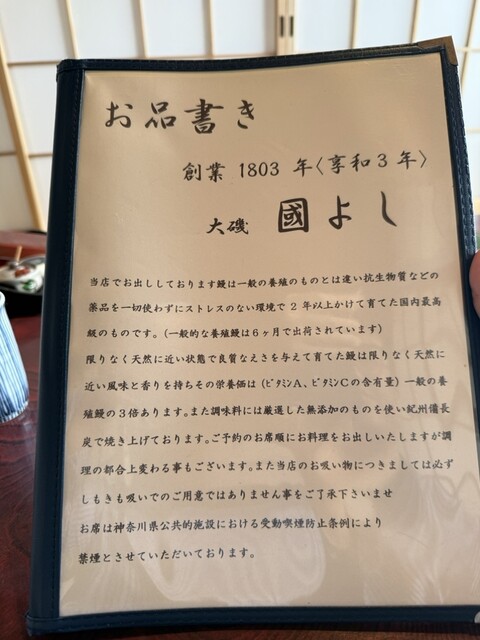 お品書き
創業 1803 年〈享和3年〉
大磯 國よし
当店でお出ししております鰻は一般の養殖のものとは違い抗生物質などの
薬品を一切使わずにストレスのない環境で2年以上かけて育てた国内最高
級のものです。(一般的な養殖鰻は6ヶ月で出荷されています)
限りなく天然に近い状態で良質なえさを与えて育てた鰻は限りなく天然に
近い風味と香りを持ちその栄養価は(ビタミンA、ビタミンCの含有量)一般の養
殖鰻の3倍あります。また調味料には厳選した無添加のものを使い紀州備長
炭で焼き上げております。ご予約のお席順にお料理をお出しいたしますが調
理の都合上変わる事もございます。また当店のお吸い物につきましては必ず
しもきも吸いでのご用意ではありません事をご了承下さいませ
お席は神奈川県公共的施設における受動喫煙防止条例により
禁煙とさせていただいております。